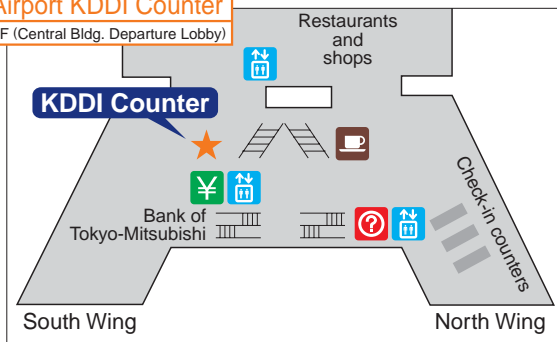 Airport KDDI Counter
F (Central Bldg. Departure Lobby)
Restaurants
and
shops
KDDI Counter
¥
Bank of
Tokyo-Mitsubishi
?
Check-in counters
South Wing
North Wing